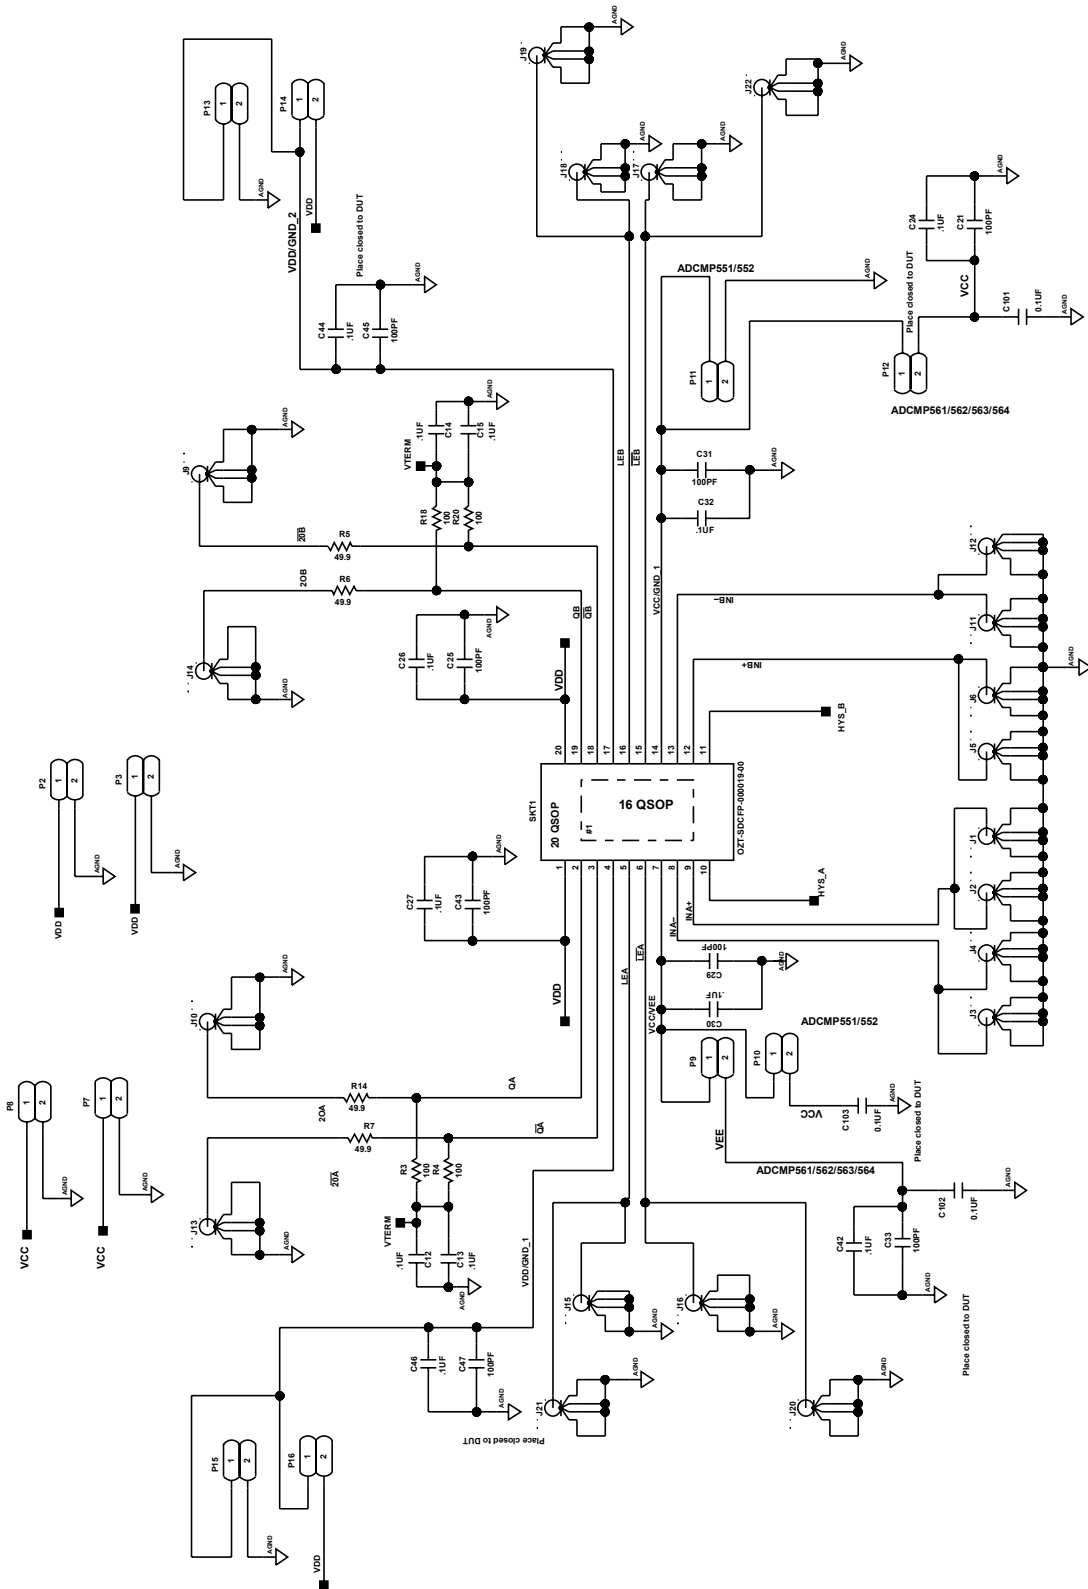 P13
1
2
AGND
P14
1
2
VDD
VDD/GND_2
Place closed to DUT
C44
.1UF
C45
100PF
AGND
J19
AGND
J22
AGND
J18
AGND
J17
AGND
ADCMP551/552
P11
1
2
AGND
C24
.1UF
C21
100PF
AGND
Place closed to DUT
VCC
C101
0.1UF
AGND
P12
1
2
ADCMP561/562/563/564
J9
AGND
2OB
R5
49.9
2OB
R6
49.9
J14
AGND
VTERM
.1UF
C14
C15
.1UF
AGND
R18
100
R20
100
LEB
LEB
C31
100PF
C32
.1UF
AGND
VCC/GND_1
QB
QB
C26
.1UF
C25
100PF
AGND
VDD
INB–
INB+
J12
J11
J6
J5
AGND
HYS_B
20
19
18
17
16
15
14
13
12
11
SKT1
20 QSOP
#1
16 QSOP
OZT-SDCFP-000019-00
1
2
3
4
5
6
7
8
9
10
P2
1
2
VDD
AGND
P3
1
2
VDD
AGND
C27
.1UF
C43
100PF
AGND
VDD
HYS_A
INA+
INA–
J1
J2
J4
J3
LEA
LEA
VCC/VEE
100PF
C29
.1UF
C30
AGND
J10
AGND
R14
49.9
2OA
QA
R7
49.9
2OA
QA
J13
AGND
P8
1
2
VCC
AGND
P7
1
2
VCC
AGND
R3
100
R4
100
VTERM
.1UF
C12
C13
.1UF
AGND
VDD/GND_1
P9
1
2
P10
1
2
ADCMP551/552
VEE
VCC
C103
0.1UF
AGND
Place closed to DUT
ADCMP561/562/563/564
C102
0.1UF
AGND
C42
.1UF
C33
100PF
AGND
Place closed to DUT
J15
AGND
J16
AGND
J21
AGND
J20
AGND
C46
.1UF
C47
100PF
AGND
Place closed to DUT
P15
1
2
AGND
P16
1
2
VDD